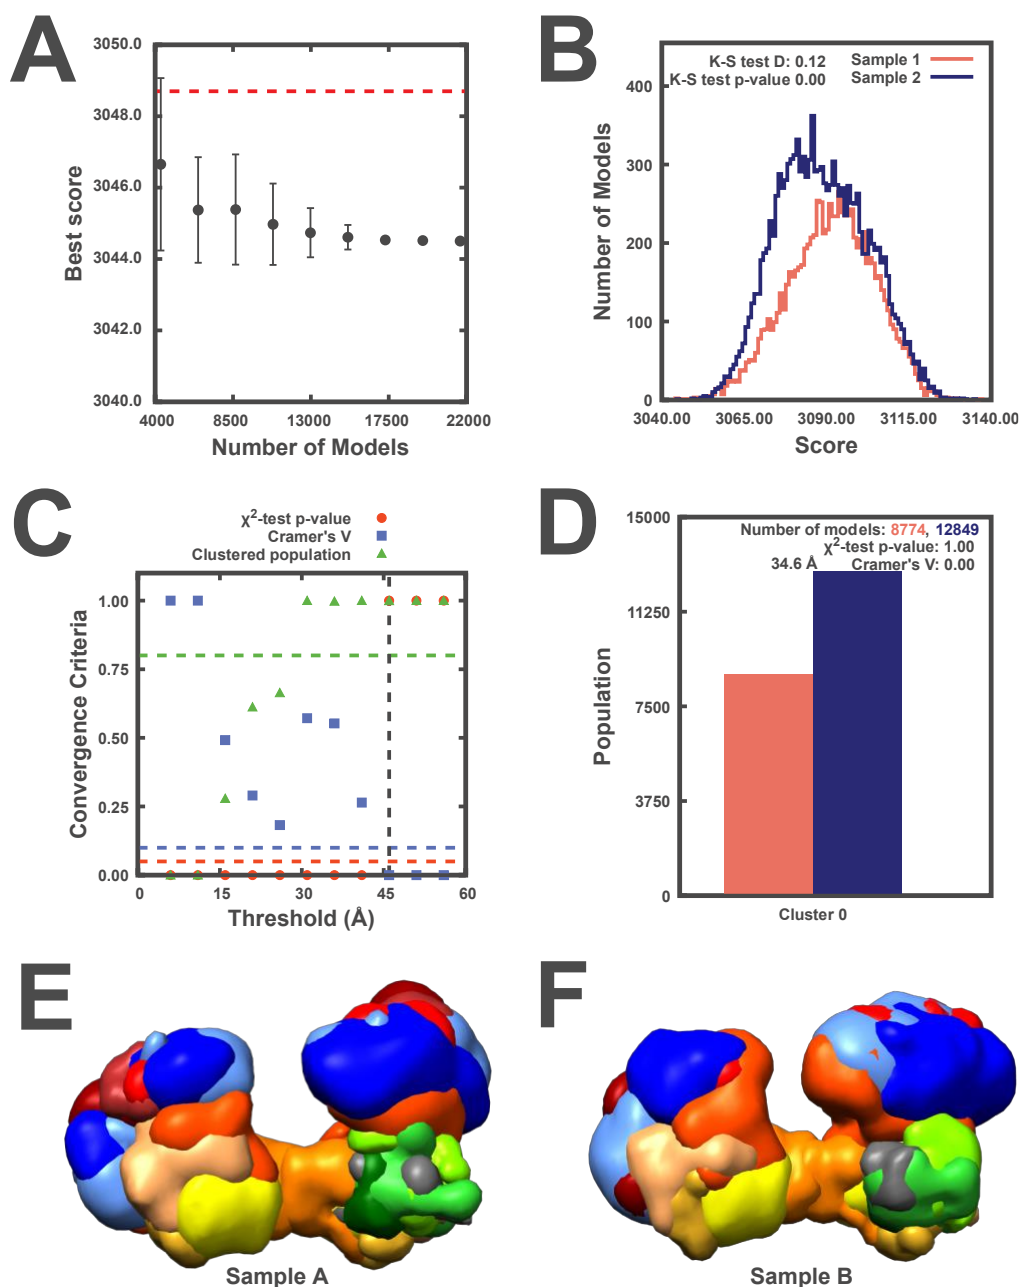 A
3050.0
3048.0
3046.0
3044.0
3042.0
3040.0
Best score
4000 8500 13000 17500 22000
Number of Models
B
K-S test D: 0.12
K-S test p-value 0.00
Sample 1
Sample 2
400
300
200
100
0
Number of Models
3040.00 3065.00 3090.00 3115.00 3140.00
Score
C
χ²-test p-value
Cramer's V
Clustered population
1.00
0.75
0.50
0.25
0.00
Convergence Criteria
0 15 30 45 60
Threshold (Å)
D
Number of models: 8774, 12849
χ²-test p-value: 1.00
Cramer's V: 0.00
34.6 Å
15000
11250
7500
3750
0
Population
Cluster 0
E
Sample A
F
Sample B